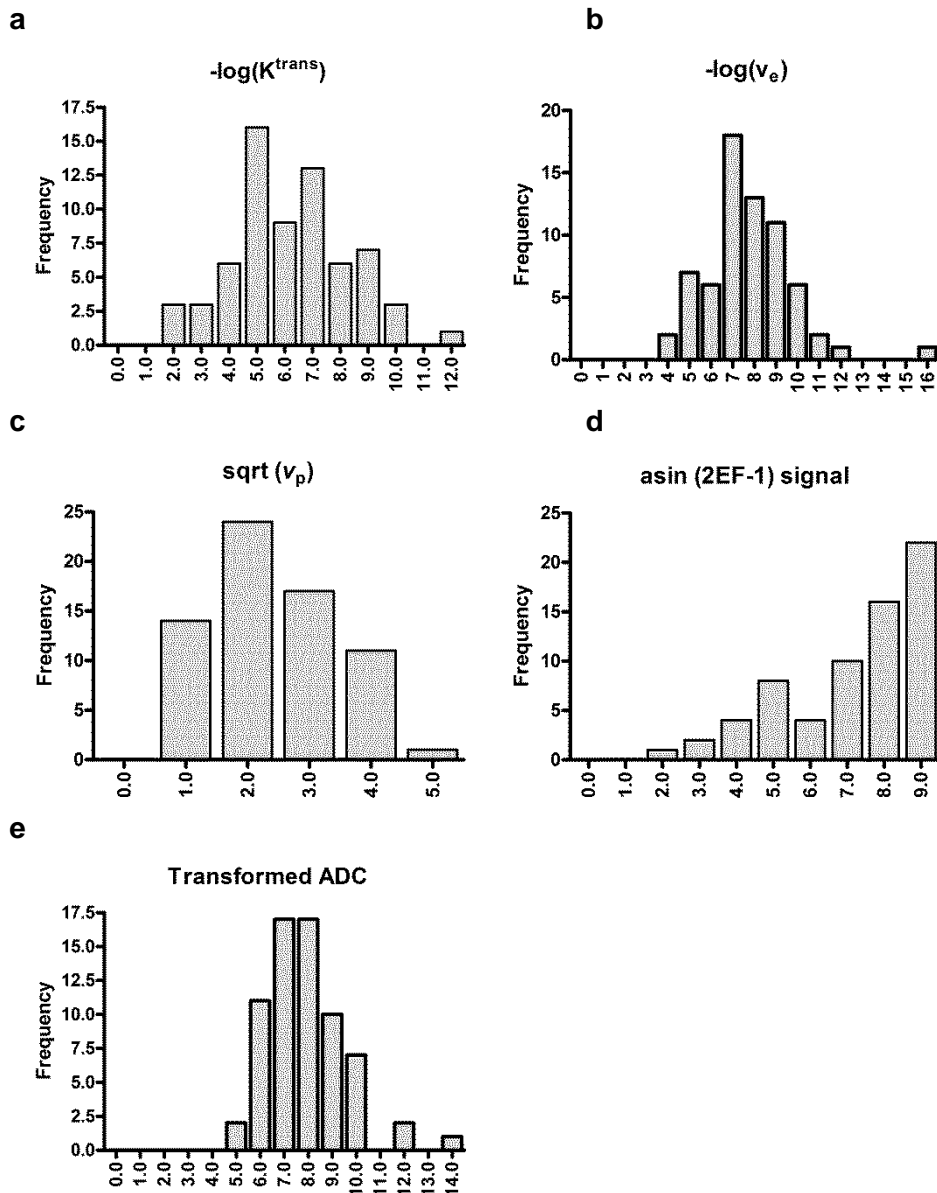 a
-log(K^trans)
Frequency
17.5
15.0
12.5
10.0
7.5
5.0
2.5
0.0
0.0 1.0 2.0 3.0 4.0 5.0 6.0 7.0 8.0 9.0 10.0 11.0 12.0
b
-log(v_e)
Frequency
20
15
10
5
0
0 1 2 3 4 5 6 7 8 9 10 11 12 13 14 15 16
c
sqrt (v_p)
Frequency
25
20
15
10
5
0
0.0 1.0 2.0 3.0 4.0 5.0
d
asin (2EF-1) signal
Frequency
25
20
15
10
5
0
0.0 1.0 2.0 3.0 4.0 5.0 6.0 7.0 8.0 9.0
e
Transformed ADC
Frequency
17.5
15.0
12.5
10.0
7.5
5.0
2.5
0.0
0.0 1.0 2.0 3.0 4.0 5.0 6.0 7.0 8.0 9.0 10.0 11.0 12.0 13.0 14.0